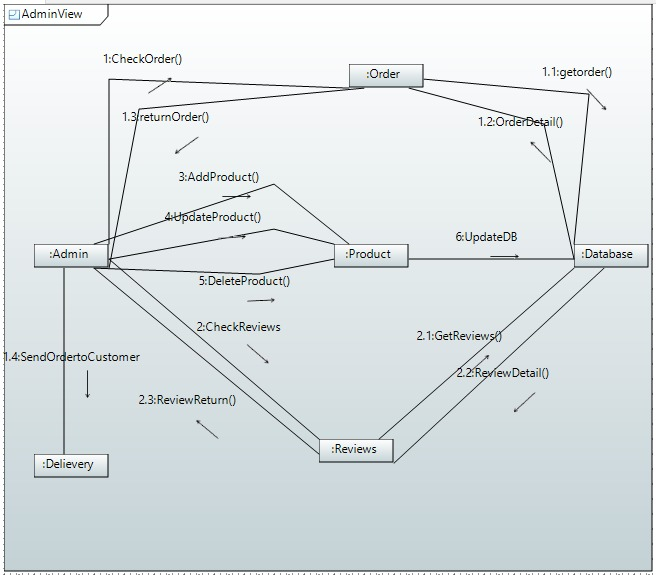 AdminView
1:CheckOrder()
:Order
1.1:getorder()
1.3:returnOrder()
1.2:OrderDetail()
3:AddProduct()
4:UpdateProduct()
6:UpdateDB
:Admin
:Product
:Database
5:DeleteProduct()
2:CheckReviews
2.1:GetReviews()
1.4:SendOrdertoCustomer
2.2:ReviewDetail()
2.3:ReviewReturn()
:Reviews
:Delievery